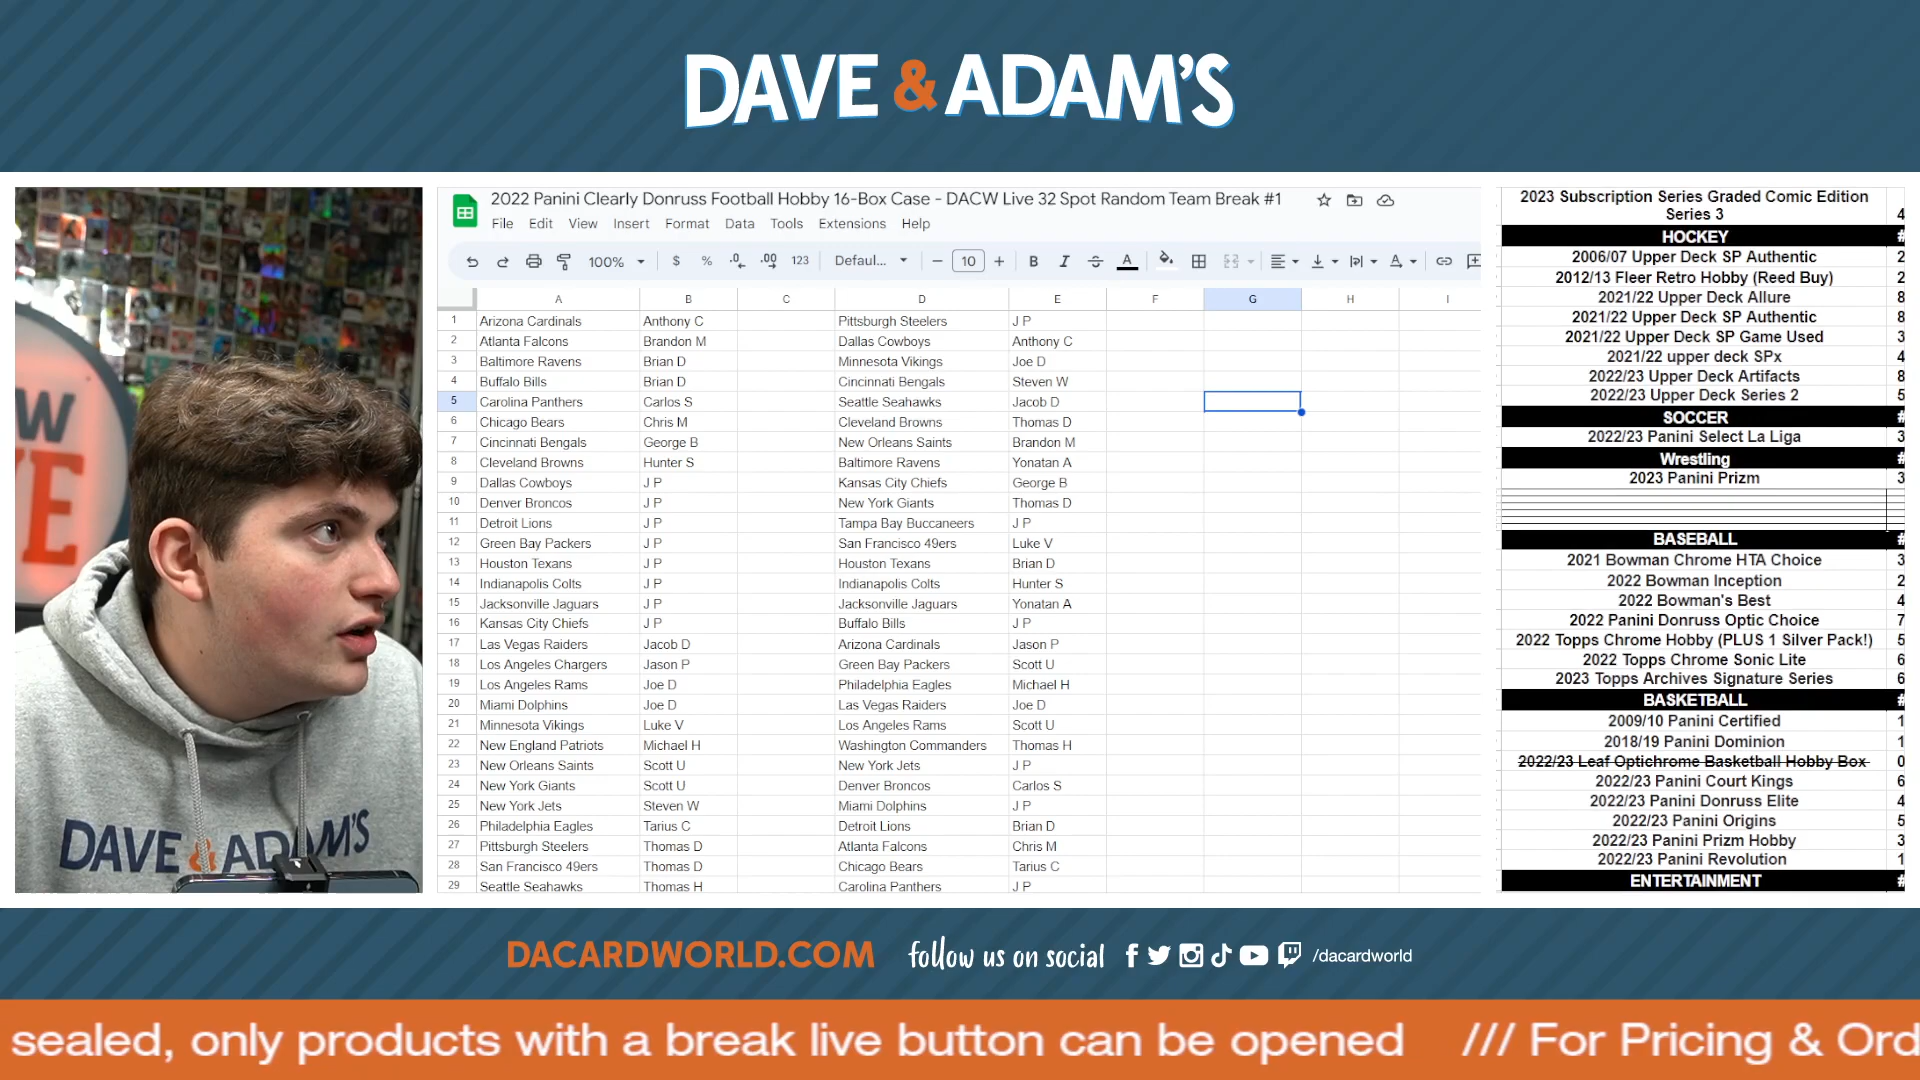 DAVE & ADAM'S
2022 Panini Clearly Donruss Football Hobby 16-Box Case - DACW Live 32 Spot Random Team Break #1
File Edit View Insert Format Data Tools Extensions Help
100% $ % .0 .00 123 Defaul... - 10 + B I A
A B C D E F G H I
1 Arizona Cardinals Anthony C Pittsburgh Steelers J P
2 Atlanta Falcons Brandon M Dallas Cowboys Anthony C
3 Baltimore Ravens Brian D Minnesota Vikings Joe D
4 Buffalo Bills Brian D Cincinnati Bengals Steven W
5 Carolina Panthers Carlos S Seattle Seahawks Jacob D
6 Chicago Bears Chris M Cleveland Browns Thomas D
7 Cincinnati Bengals George B New Orleans Saints Brandon M
8 Cleveland Browns Hunter S Baltimore Ravens Yonatan A
9 Dallas Cowboys J P Kansas City Chiefs George B
10 Denver Broncos J P New York Giants Thomas D
11 Detroit Lions J P Tampa Bay Buccaneers J P
12 Green Bay Packers J P San Francisco 49ers Luke V
13 Houston Texans J P Houston Texans Brian D
14 Indianapolis Colts J P Indianapolis Colts Hunter S
15 Jacksonville Jaguars J P Jacksonville Jaguars Yonatan A
16 Kansas City Chiefs J P Buffalo Bills J P
17 Las Vegas Raiders Jacob D Arizona Cardinals Jason P
18 Los Angeles Chargers Jason P Green Bay Packers Scott U
19 Los Angeles Rams Joe D Philadelphia Eagles Michael H
20 Miami Dolphins Joe D Las Vegas Raiders Joe D
21 Minnesota Vikings Luke V Los Angeles Rams Scott U
22 New England Patriots Michael H Washington Commanders Thomas H
23 New Orleans Saints Scott U New York Jets J P
24 New York Giants Scott U Denver Broncos Carlos S
25 New York Jets Steven W Miami Dolphins J P
26 Philadelphia Eagles Tarius C Detroit Lions Brian D
27 Pittsburgh Steelers Thomas D Atlanta Falcons Chris M
28 San Francisco 49ers Thomas D Chicago Bears Tarius C
29 Seattle Seahawks Thomas H Carolina Panthers J P
2023 Subscription Series Graded Comic Edition
Series 3 4
HOCKEY #
2006/07 Upper Deck SP Authentic 2
2012/13 Fleer Retro Hobby (Reed Buy) 2
2021/22 Upper Deck Allure 8
2021/22 Upper Deck SP Authentic 8
2021/22 Upper Deck SP Game Used 3
2021/22 upper deck SPx 4
2022/23 Upper Deck Artifacts 8
2022/23 Upper Deck Series 2 5
SOCCER #
2022/23 Panini Select La Liga 3
Wrestling #
2023 Panini Prizm 3
BASEBALL #
2021 Bowman Chrome HTA Choice 3
2022 Bowman Inception 2
2022 Bowman's Best 4
2022 Panini Donruss Optic Choice 7
2022 Topps Chrome Hobby (PLUS 1 Silver Pack!) 5
2022 Topps Chrome Sonic Lite 6
2023 Topps Archives Signature Series 6
BASKETBALL #
2009/10 Panini Certified 1
2018/19 Panini Dominion 1
2022/23 Leaf Optichrome Basketball Hobby Box 0
2022/23 Panini Court Kings 6
2022/23 Panini Donruss Elite 4
2022/23 Panini Origins 5
2022/23 Panini Prizm Hobby 3
2022/23 Panini Revolution 1
ENTERTAINMENT #
DAVE & ADAM'S
DACARDWORLD.COM follow us on social /dacardworld
sealed, only products with a break live button can be opened /// For Pricing & Ord